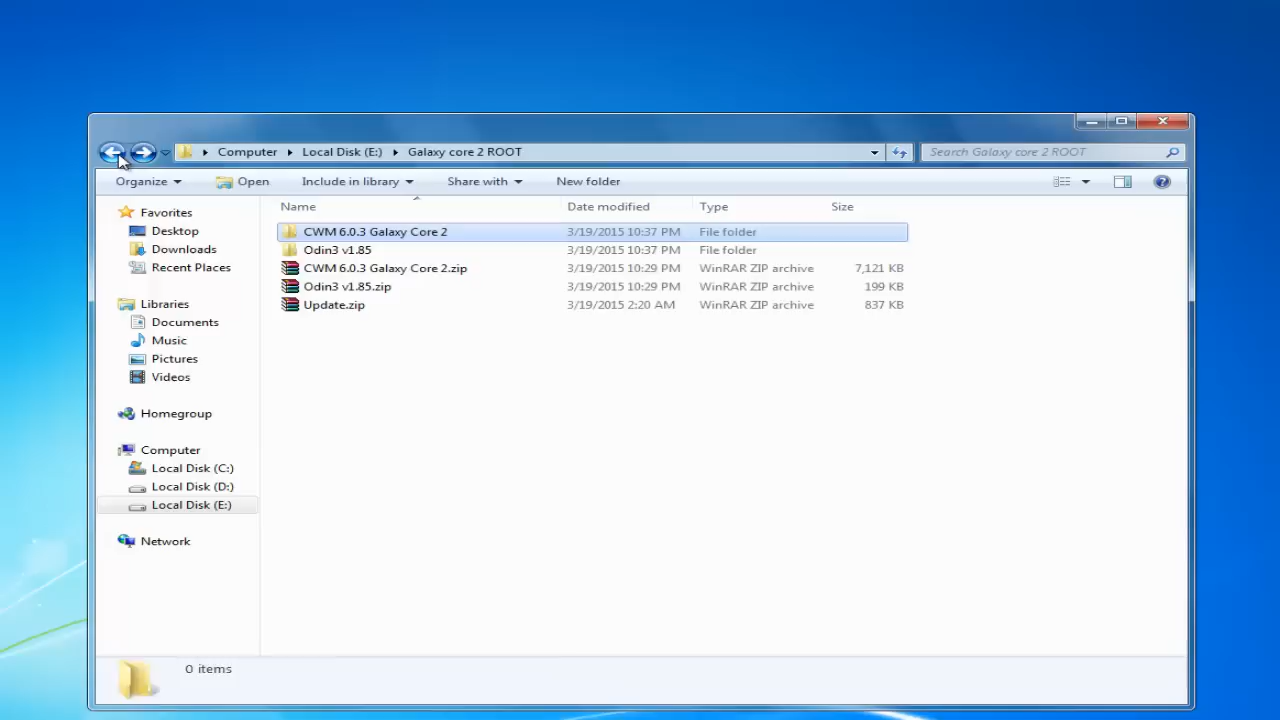 Computer Local Disk (E:) Galaxy core 2 ROOT Search Galaxy core 2 ROOT
Organize Open Include in library Share with New folder
Name Date modified Type Size
Favorites
Desktop
Downloads
Recent Places
Libraries
Documents
Music
Pictures
Videos
Homegroup
Computer
Local Disk (C:)
Local Disk (D:)
Local Disk (E:)
Network
CWM 6.0.3 Galaxy Core 2 3/19/2015 10:37 PM File folder
Odin3 v1.85 3/19/2015 10:37 PM File folder
CWM 6.0.3 Galaxy Core 2.zip 3/19/2015 10:29 PM WinRAR ZIP archive 7,121 KB
Odin3 v1.85.zip 3/19/2015 10:29 PM WinRAR ZIP archive 199 KB
Update.zip 3/19/2015 2:20 AM WinRAR ZIP archive 837 KB
0 items